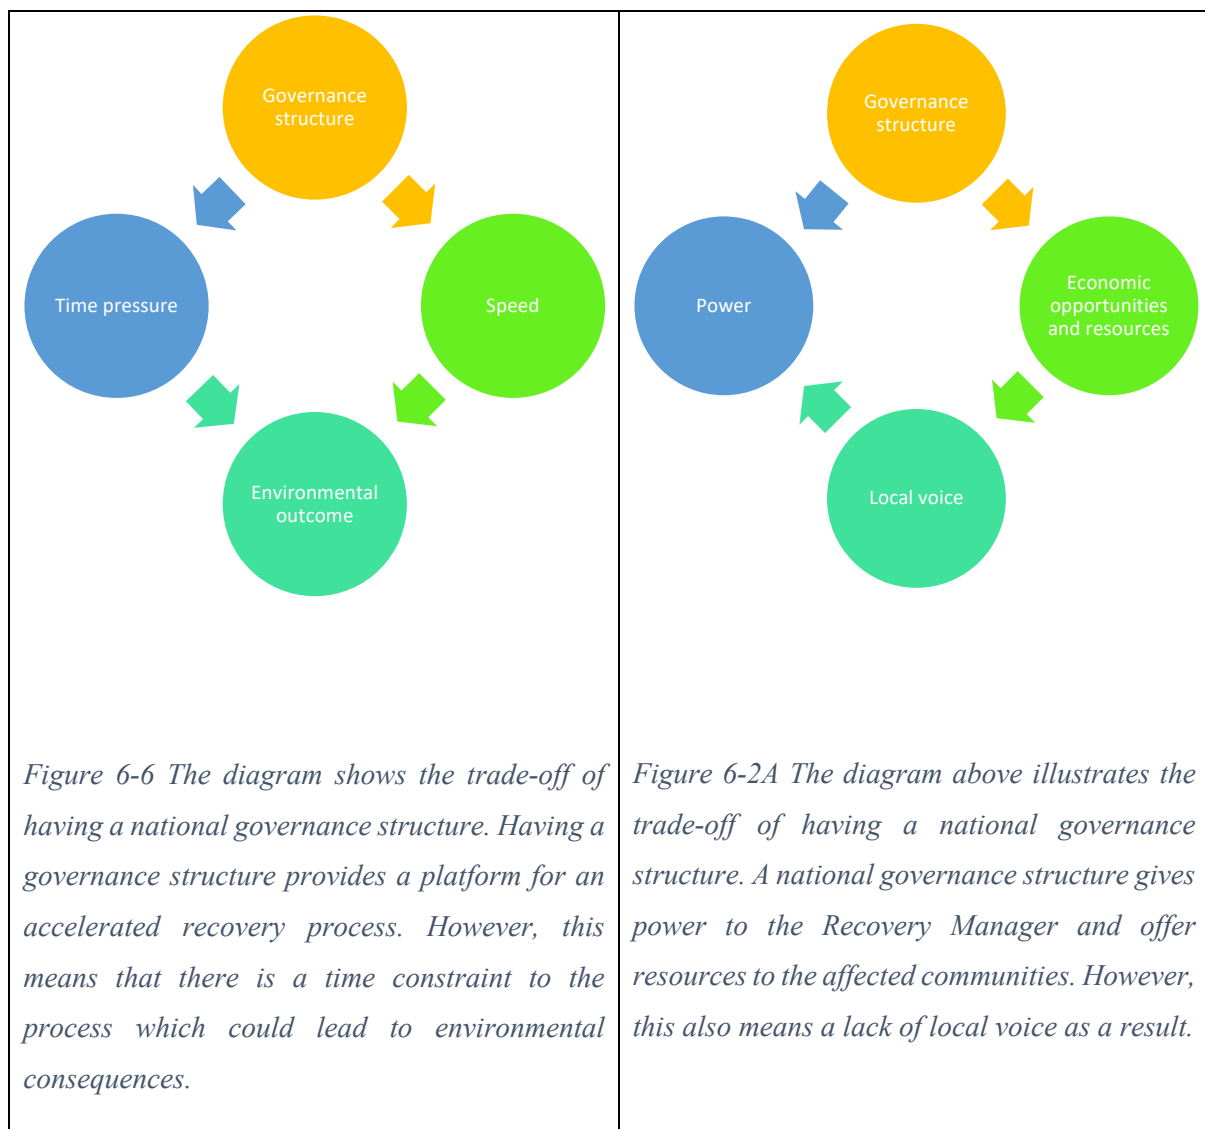 Governance
structure
Time pressure
Speed
Environmental
outcome
Figure 6-6 The diagram shows the trade-off of
having a national governance structure. Having a
governance structure provides a platform for an
accelerated recovery process. However, this
means that there is a time constraint to the
process which could lead to environmental
consequences.
Governance
structure
Power
Economic
opportunities
and resources
Local voice
Figure 6-2A The diagram above illustrates the
trade-off of having a national governance
structure. A national governance structure gives
power to the Recovery Manager and offer
resources to the affected communities. However,
this also means a lack of local voice as a result.